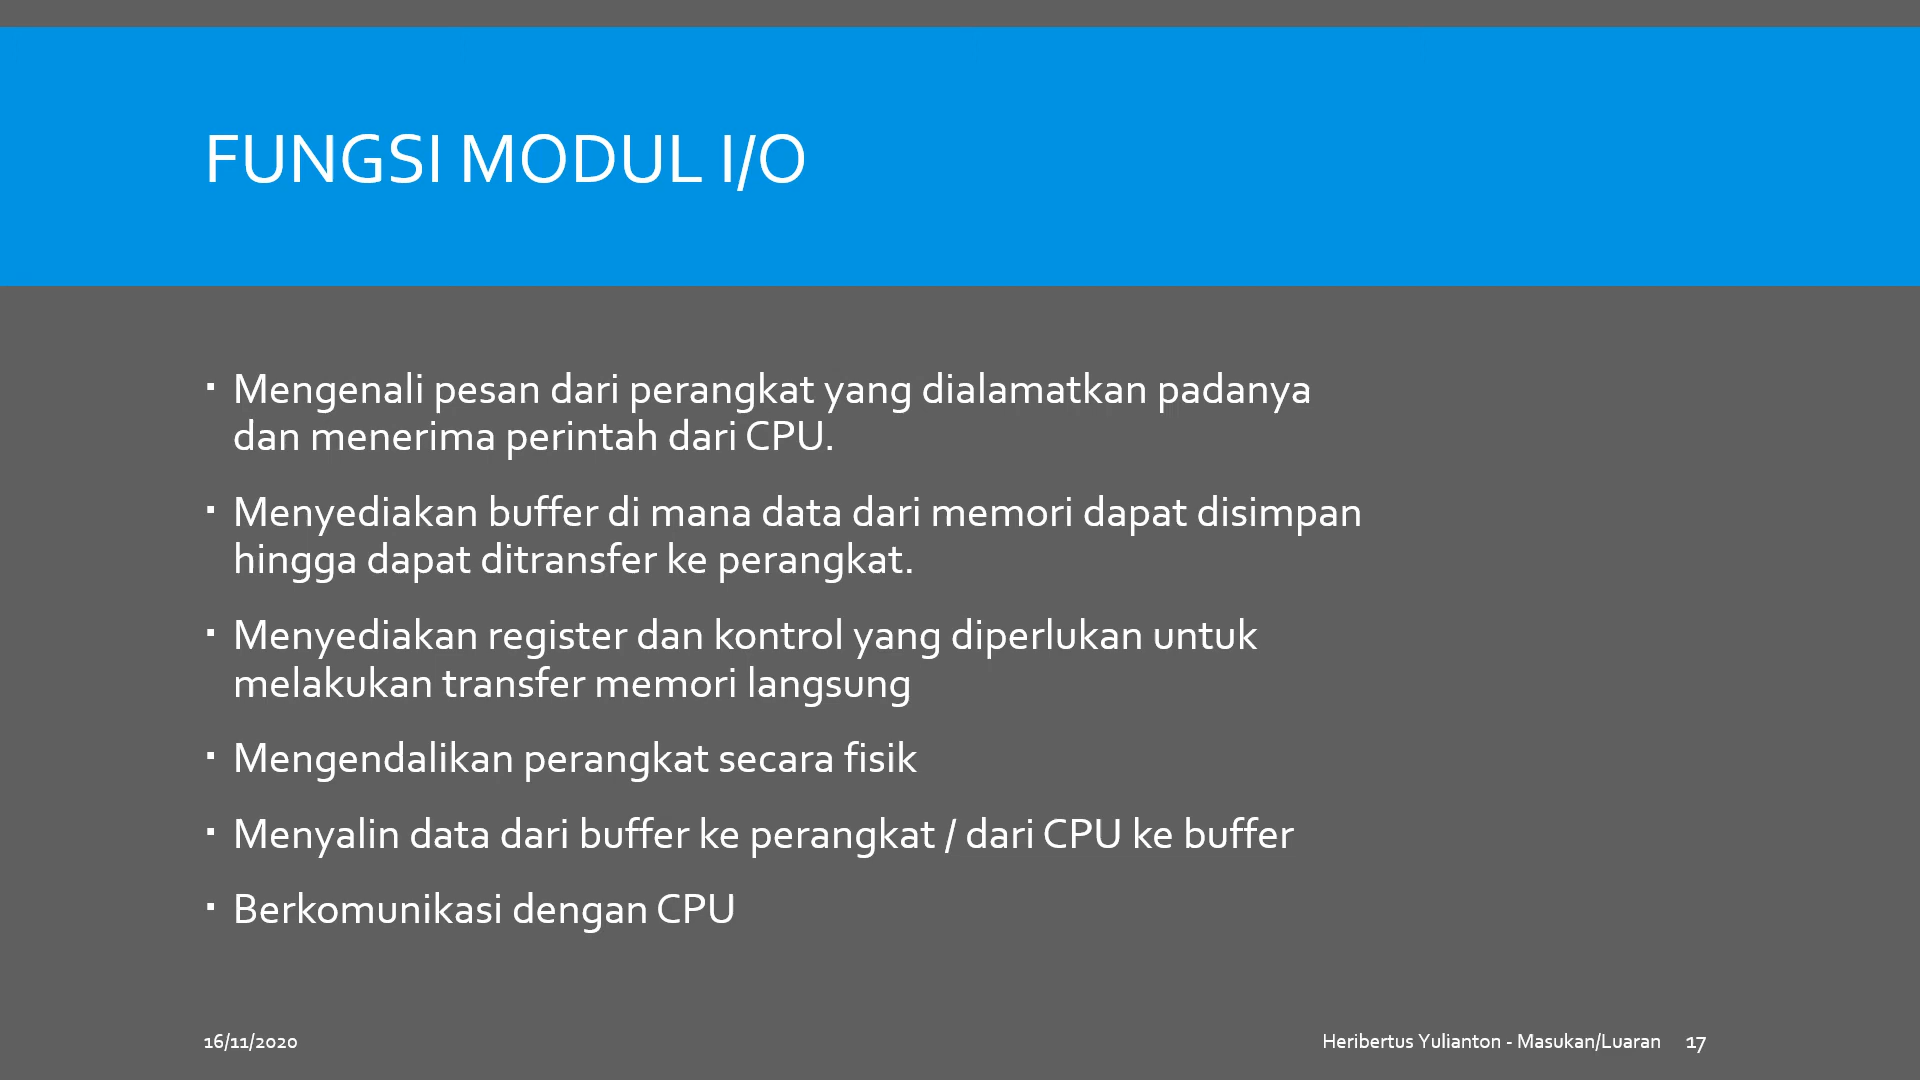 FUNGSI MODUL I/O
▪ Mengenali pesan dari perangkat yang dialamatkan padanya
dan menerima perintah dari CPU.
▪ Menyediakan buffer di mana data dari memori dapat disimpan
hingga dapat ditransfer ke perangkat.
▪ Menyediakan register dan kontrol yang diperlukan untuk
melakukan transfer memori langsung
▪ Mengendalikan perangkat secara fisik
▪ Menyalin data dari buffer ke perangkat / dari CPU ke buffer
▪ Berkomunikasi dengan CPU
16/11/2020
Heribertus Yulianton - Masukan/Luaran 17